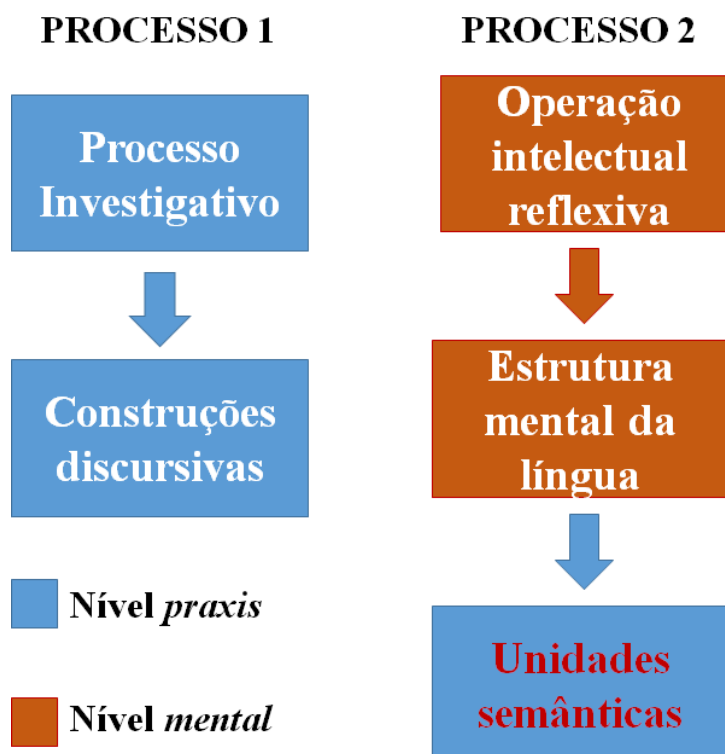 PROCESSO 1
Processo
Investigativo
Construções
discursivas
Nível praxis
Nível mental
PROCESSO 2
Operação
intelectual
reflexiva
Estrutura
mental da
língua
Unidades
semânticas